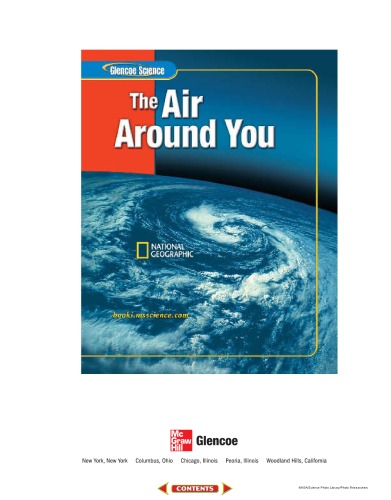 Glencoe Science
The Air
Around You
NATIONAL
GEOGRAPHIC
booki.msscience.com
Mc
Graw
Hill
Glencoe
New York, New York Columbus, Ohio Chicago, Illinois Peoria, Illinois Woodland Hills, California
CONTENTS
NASA/Science Photo Library/Photo Researchers